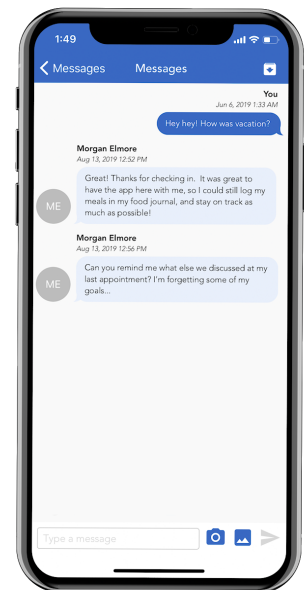 1:49
Messages Messages
You
Jun 6, 2019 1:33 AM
Hey hey! How was vacation?
Morgan Elmore
Aug 13, 2019 12:52 PM
Great! Thanks for checking in. It was great to
have the app here with me, so I could still log my
meals in my food journal, and stay on track as
much as possible!
ME
Morgan Elmore
Aug 13, 2019 12:56 PM
Can you remind me what else we discussed at my
last appointment? I'm forgetting some of my
goals...
ME
Type a message